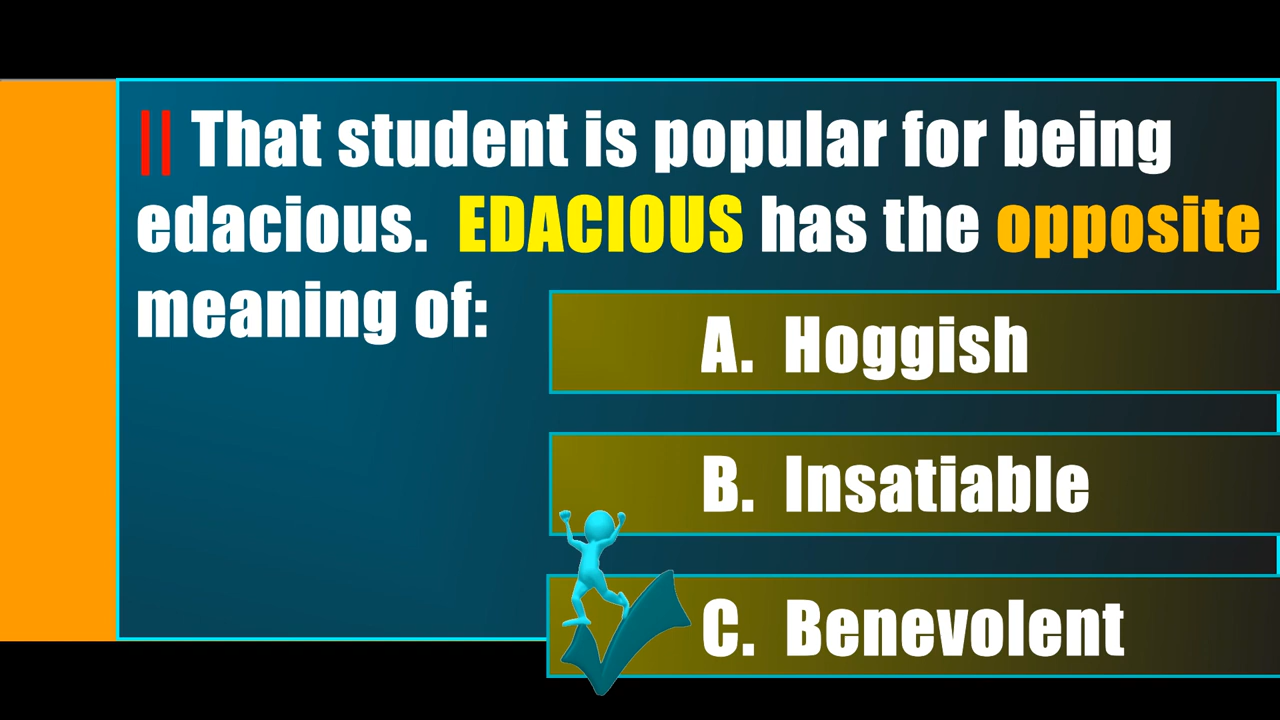 || That student is popular for being
edacious. EDACIOUS has the opposite
meaning of:
A. Hoggish
B. Insatiable
C. Benevolent